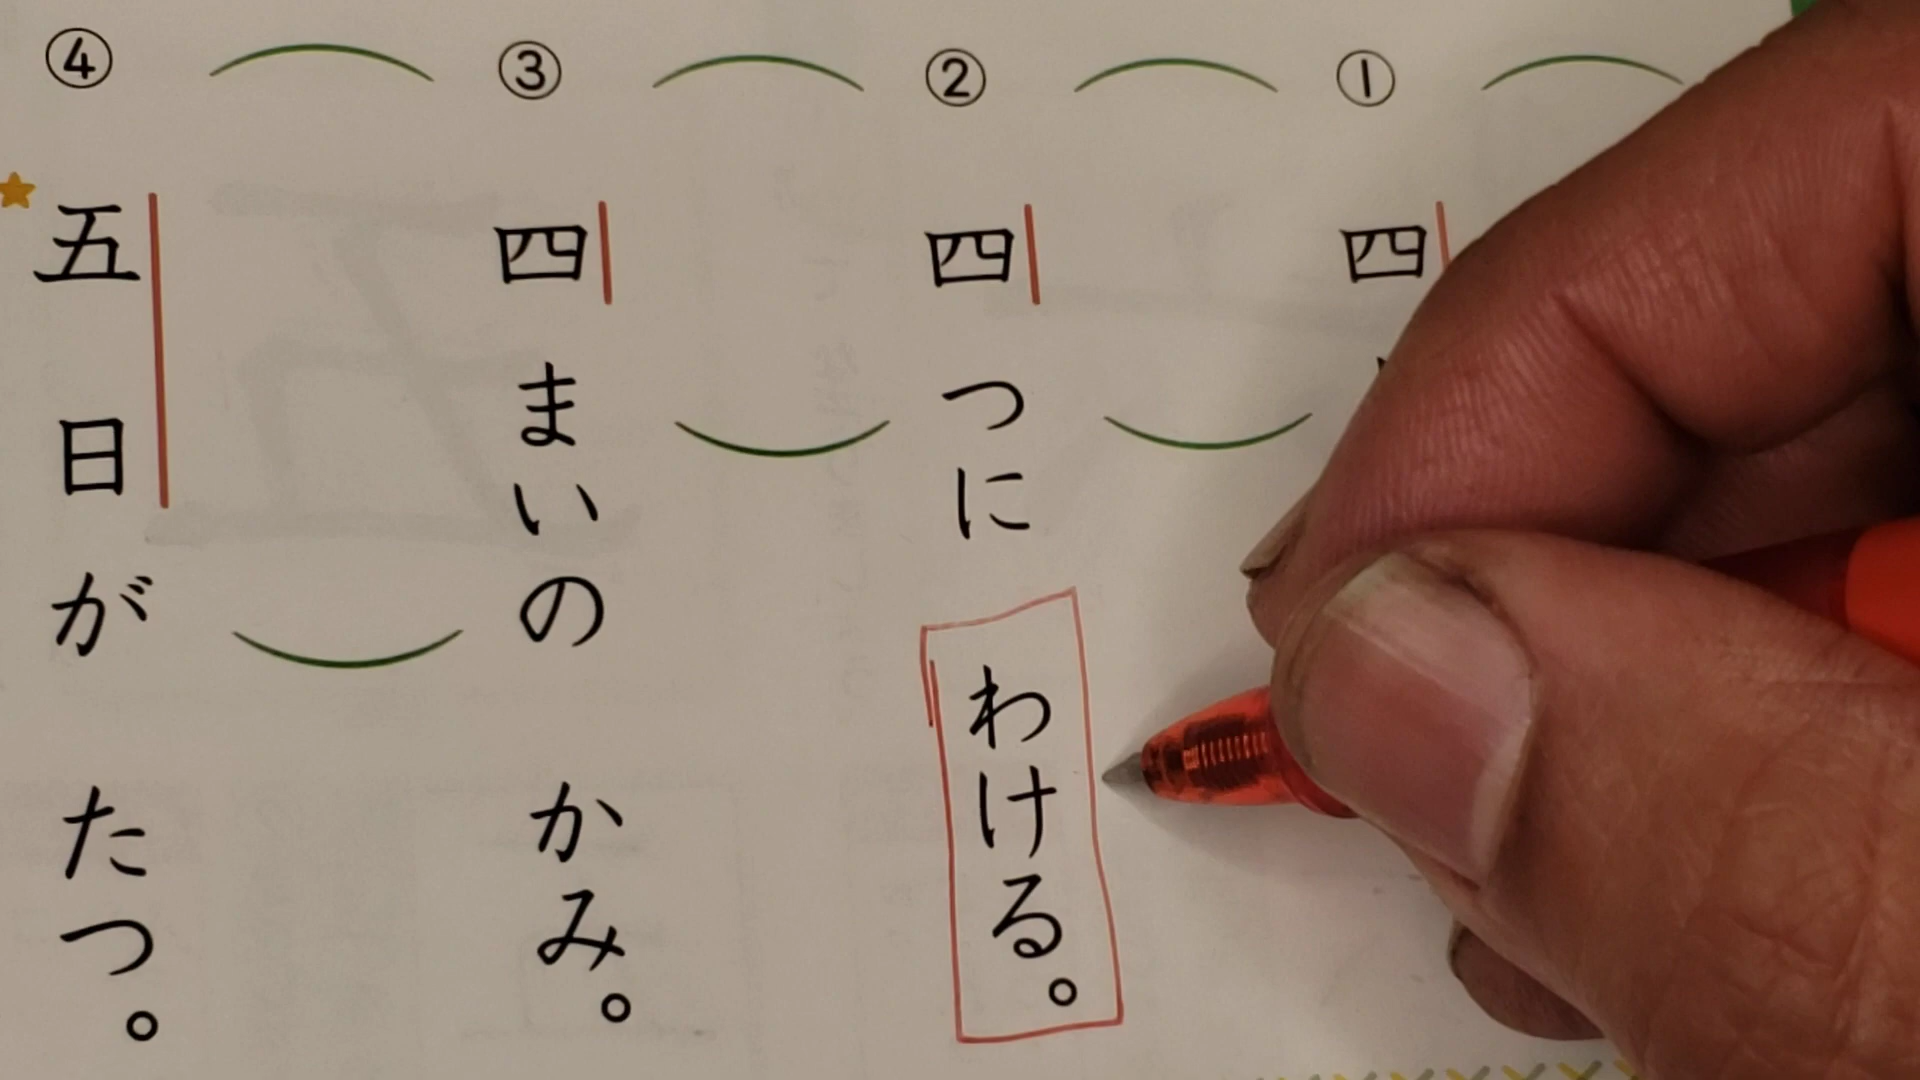 ① 四
② 四つに わける。
③ 四まいの かみ。
④ 五日が たつ。